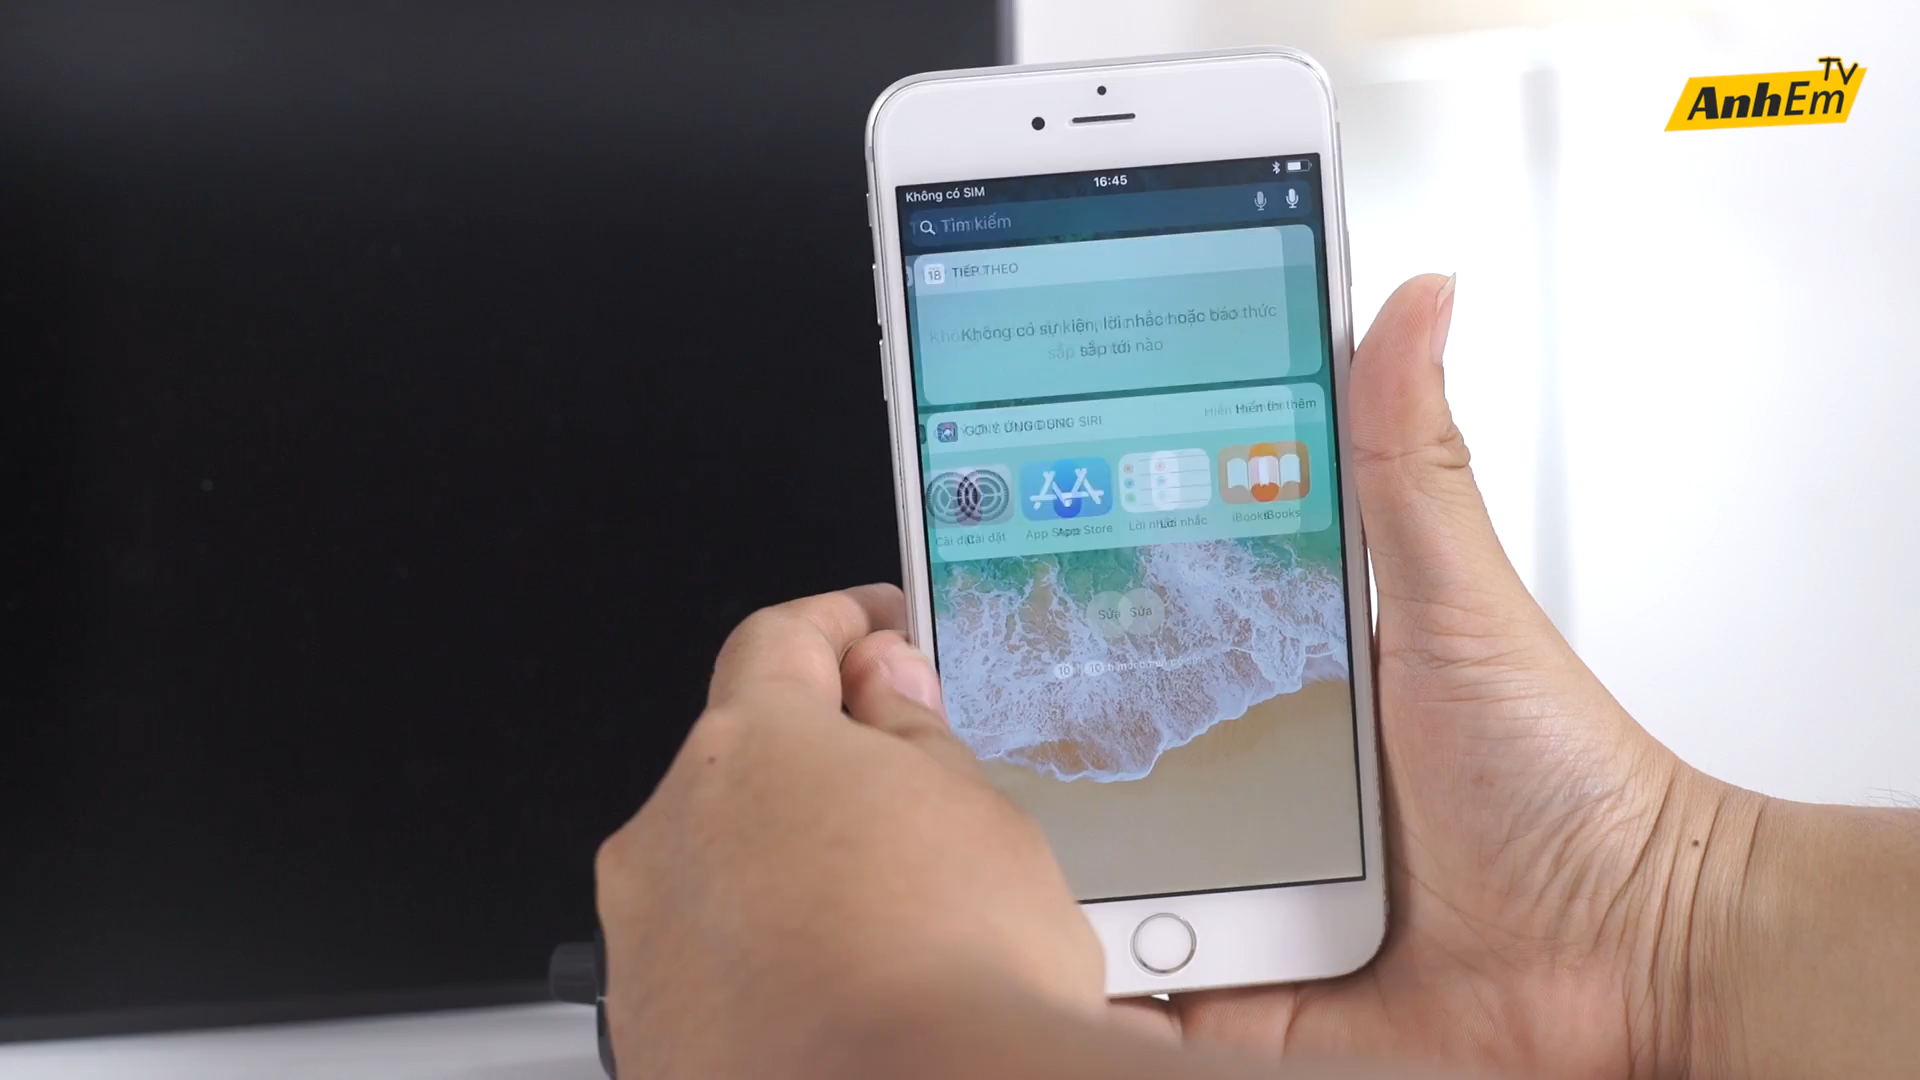 AnhEm TV
Không có SIM
16:45
Tìm kiếm
18 TIẾP THEO
Không có sự kiện, lời nhắc hoặc báo thức
sắp tới nào
GỢI Ý ỨNG DỤNG SIRI
Hiển thị thêm
Cài đặt
App Store
Lời nhắc
iBooks
Sửa